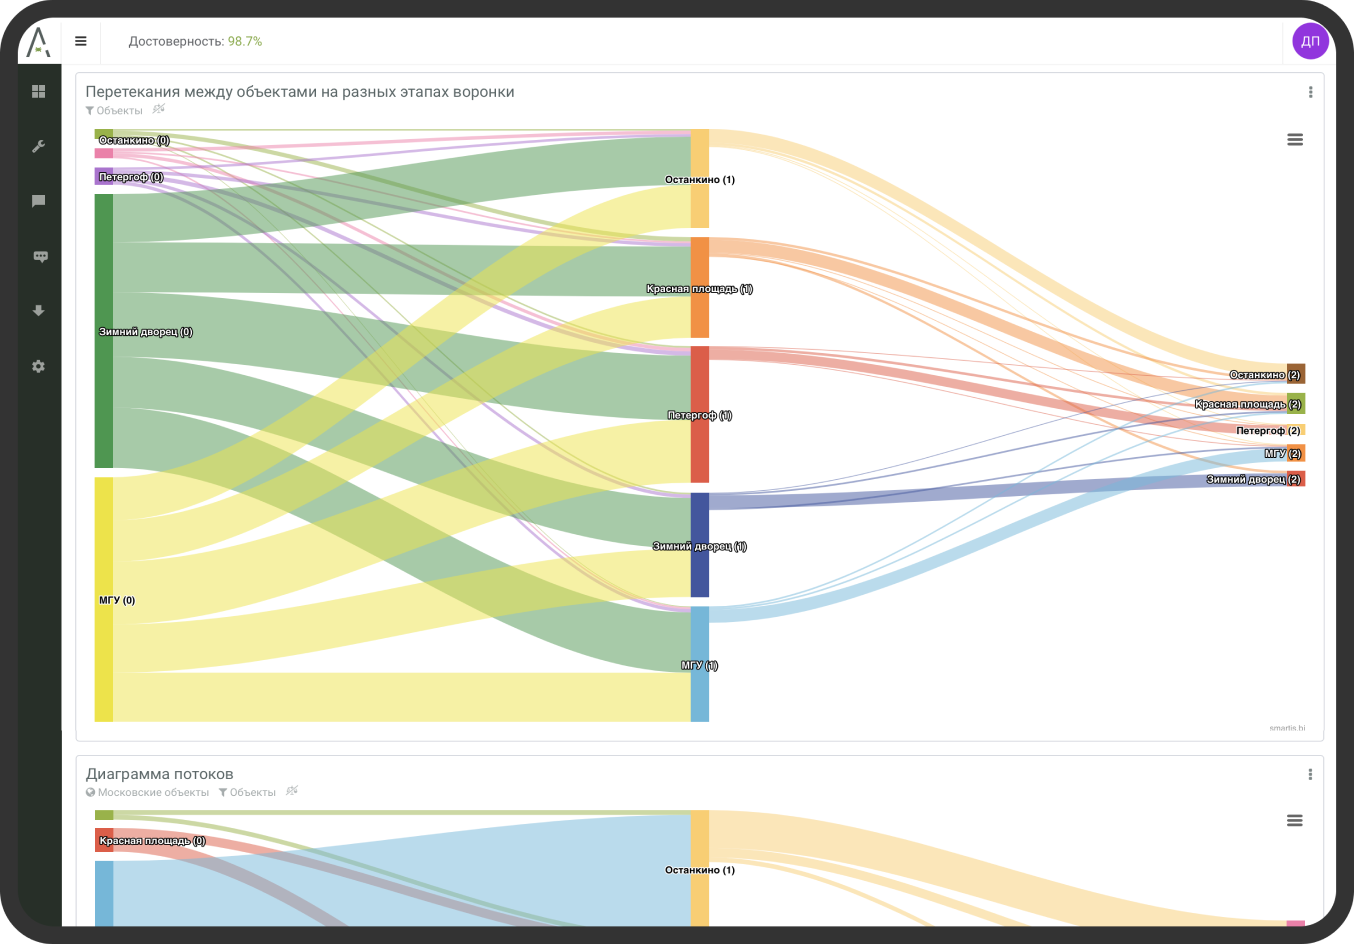 Достоверность: 98.7%
ДП
Перетекания между объектами на разных этапах воронки
Объекты
Останкино (0)
Петергоф (0)
Зимний дворец (0)
МГУ (0)
Останкино (1)
Красная площадь (1)
Петергоф (1)
Зимний дворец (1)
МГУ (1)
Останкино (2)
Красная площадь (2)
Петергоф (2)
МГУ (2)
Зимний дворец (2)
smartis.bi
Диаграмма потоков
Московские объекты Объекты
Красная площадь (0)
Останкино (1)